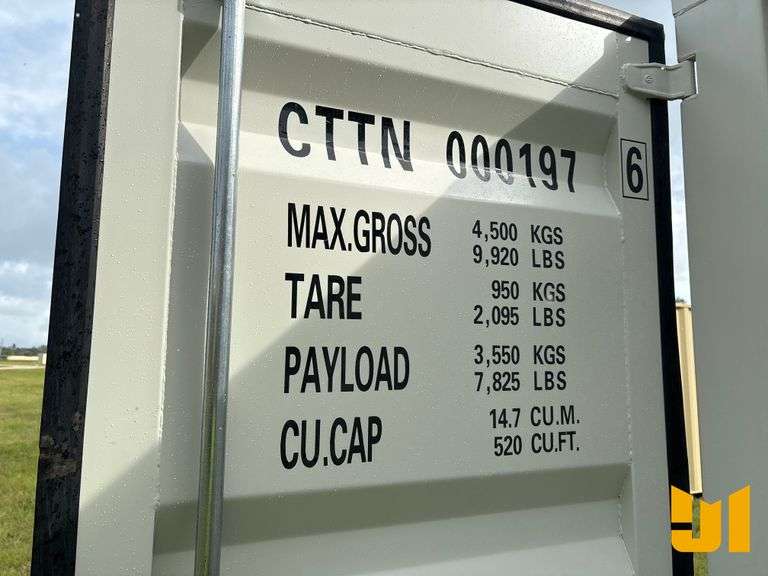 CTTN 000197 6
MAX.GROSS 4,500 KGS
9,920 LBS
TARE 950 KGS
2,095 LBS
PAYLOAD 3,550 KGS
7,825 LBS
CU.CAP 14.7 CU.M.
520 CU.FT.